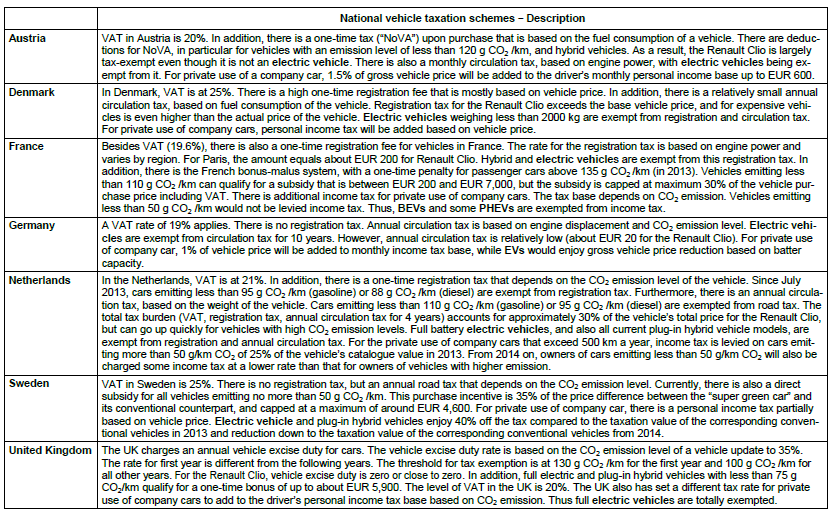 National vehicle taxation schemes – Description
Austria
VAT in Austria is 20%. In addition, there is a one-time tax (“NoVA”) upon purchase that is based on the fuel consumption of a vehicle. There are deduc-
tions for NoVA, in particular for vehicles with an emission level of less than 120 g CO2 /km, and hybrid vehicles. As a result, the Renault Clio is largely
tax-exempt even though it is not an electric vehicle. There is also a monthly circulation tax, based on engine power, with electric vehicles being ex-
empt from it. For private use of a company car, 1.5% of gross vehicle price will be added to the driver's monthly personal income base up to EUR 600.
Denmark
In Denmark, VAT is at 25%. There is a high one-time registration fee that is mostly based on vehicle price. In addition, there is a relatively small annual
circulation tax, based on fuel consumption of the vehicle. Registration tax for the Renault Clio exceeds the base vehicle price, and for expensive vehi-
cles is even higher than the actual price of the vehicle. Electric vehicles weighing less than 2000 kg are exempt from registration and circulation tax.
For private use of company cars, personal income tax will be added based on vehicle price.
France
Besides VAT (19.6%), there is also a one-time registration fee for vehicles in France. The rate for the registration tax is based on engine power and
varies by region. For Paris, the amount equals about EUR 200 for Renault Clio. Hybrid and electric vehicles are exempt from this registration tax. In
addition, there is the French bonus-malus system, with a one-time penalty for passenger cars above 135 g CO2 /km (in 2013). Vehicles emitting less
than 110 g CO2 /km can qualify for a subsidy that is between EUR 200 and EUR 7,000, but the subsidy is capped at maximum 30% of the vehicle pur-
chase price including VAT. There is additional income tax for private use of company cars. The tax base depends on CO2 emission. Vehicles emitting
less than 50 g CO2 /km would not be levied income tax. Thus, BEVs and some PHEVs are exempted from income tax.
Germany
A VAT rate of 19% applies. There is no registration tax. Annual circulation tax is based on engine displacement and CO2 emission level. Electric vehi-
cles are exempt from circulation tax for 10 years. However, annual circulation tax is relatively low (about EUR 20 for the Renault Clio). For private use
of company car, 1% of vehicle price will be added to monthly income tax base, while EVs would enjoy gross vehicle price reduction based on batter
capacity.
Netherlands
In the Netherlands, VAT is at 21%. In addition, there is a one-time registration tax that depends on the CO2 emission level of the vehicle. Since July
2013, cars emitting less than 95 g CO2 /km (gasoline) or 88 g CO2 /km (diesel) are exempt from registration tax. Furthermore, there is an annual circula-
tion tax, based on the weight of the vehicle. Cars emitting less than 110 g CO2 /km (gasoline) or 95 g CO2 /km (diesel) are exempted from road tax. The
total tax burden (VAT, registration tax, annual circulation tax for 4 years) accounts for approximately 30% of the vehicle's total price for the Renault Clio,
but can go up quickly for vehicles with high CO2 emission levels. Full battery electric vehicles, and also all current plug-in hybrid vehicle models, are
exempt from registration and annual circulation tax. For the private use of company cars that exceed 500 km a year, income tax is levied on cars emit-
ting more than 50 g/km CO2 of 25% of the vehicle's catalogue value in 2013. From 2014 on, owners of cars emitting less than 50 g/km CO2 will also be
charged some income tax at a lower rate than that for owners of vehicles with higher emission.
Sweden
VAT in Sweden is 25%. There is no registration tax, but an annual road tax that depends on the CO2 emission level. Currently, there is also a direct
subsidy for all vehicles emitting no more than 50 g CO2 /km. This purchase incentive is 35% of the price difference between the “super green car” and
its conventional counterpart, and capped at a maximum of around EUR 4,600. For private use of company car, there is a personal income tax partially
based on vehicle price. Electric vehicle and plug-in hybrid vehicles enjoy 40% off the tax compared to the taxation value of the corresponding conven-
tional vehicles in 2013 and reduction down to the taxation value of the corresponding conventional vehicles from 2014.
United Kingdom
The UK charges an annual vehicle excise duty for cars. The vehicle excise duty rate is based on the CO2 emission level of a vehicle update to 35%.
The rate for first year is different from the following years. The threshold for tax exemption is at 130 g CO2 /km for the first year and 100 g CO2 /km for
all other years. For the Renault Clio, vehicle excise duty is zero or close to zero. In addition, full electric and plug-in hybrid vehicles with less than 75 g
CO2/km qualify for a one-time bonus of up to about EUR 5,900. The level of VAT in the UK is 20%. The UK also has set a different tax rate for private
use of company cars to add to the driver's personal income tax base based on CO2 emission. Thus full electric vehicles are totally exempted.